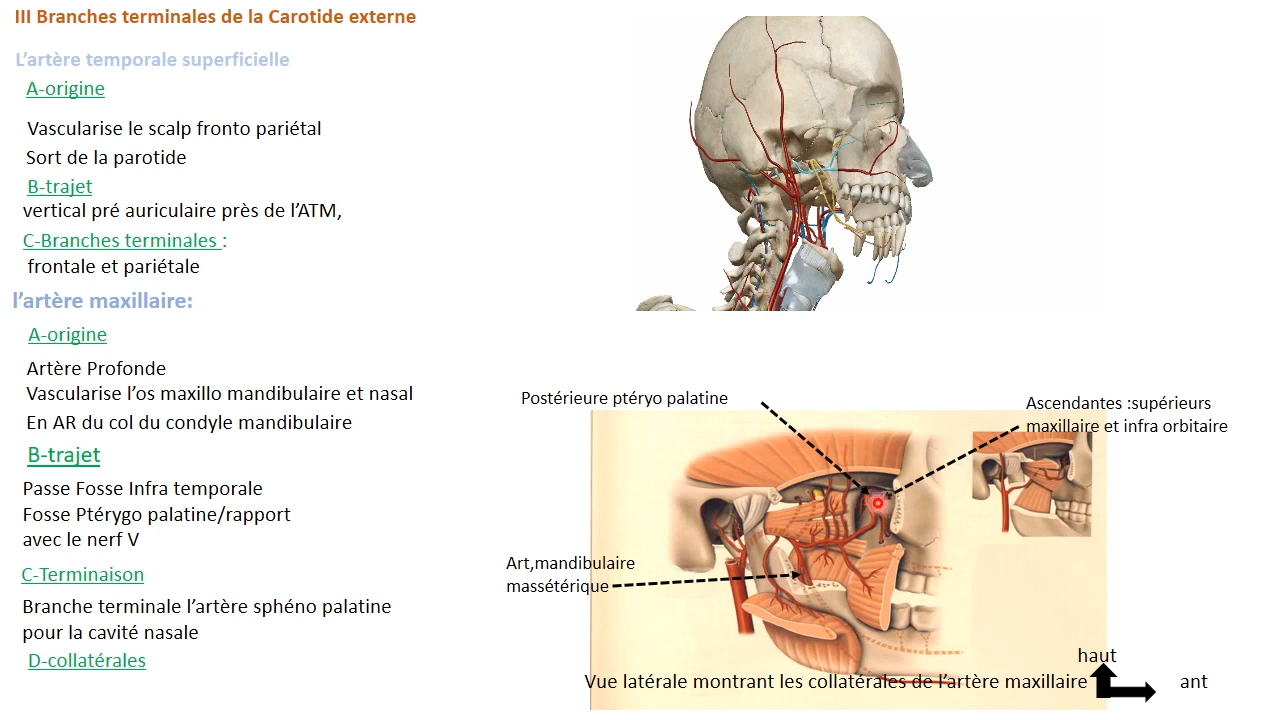 III Branches terminales de la Carotide externe
L'artère temporale superficielle
A-origine
Vascularise le scalp fronto pariétal
Sort de la parotide
B-trajet
vertical pré auriculaire près de l'ATM,
C-Branches terminales :
frontale et pariétale
l'artère maxillaire:
A-origine
Artère Profonde
Vascularise l'os maxillo mandibulaire et nasal
En AR du col du condyle mandibulaire
B-trajet
Passe Fosse Infra temporale
Fosse Ptérygo palatine/rapport
avec le nerf V
C-Terminaison
Branche terminale l'artère sphéno palatine
pour la cavité nasale
D-collatérales
Postérieure ptéryo palatine
Ascendantes :supérieurs
maxillaire et infra orbitaire
Art,mandibulaire
massétérique
haut
Vue latérale montrant les collatérales de l'artère maxillaire
ant